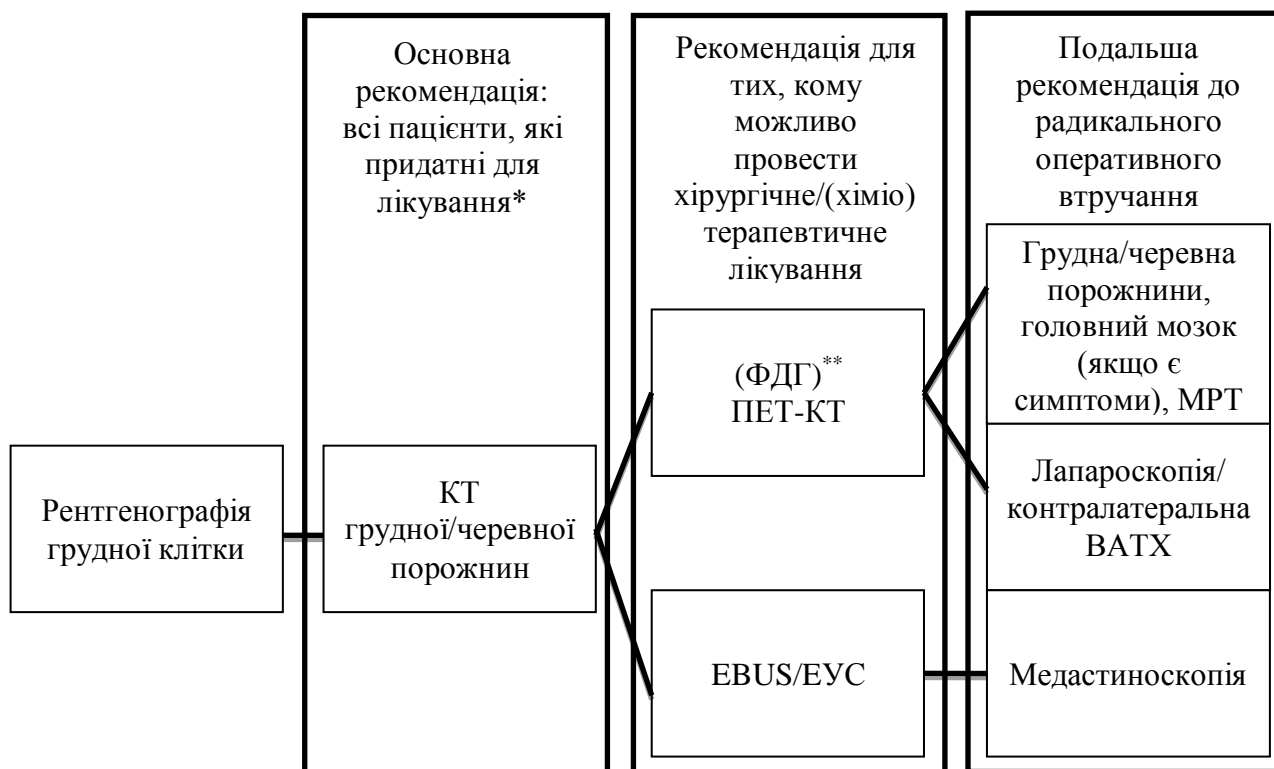 Основна
рекомендація:
всі пацієнти, які
придатні для
лікування*
Рекомендація для
тих, кому
можливо
провести
хірургічне/(хіміо)
терапевтичне
лікування
Подальша
рекомендація до
радикального
оперативного
втручання
Рентгенографія
грудної клітки
КТ
грудної/черевної
порожнин
(ФДГ)**
ПЕТ-КТ
EBUS/ЕУС
Грудна/черевна
порожнини,
головний мозок
(якщо є
симптоми), МРТ
Лапароскопія/
контралатеральна
ВАТХ
Медастиноскопія